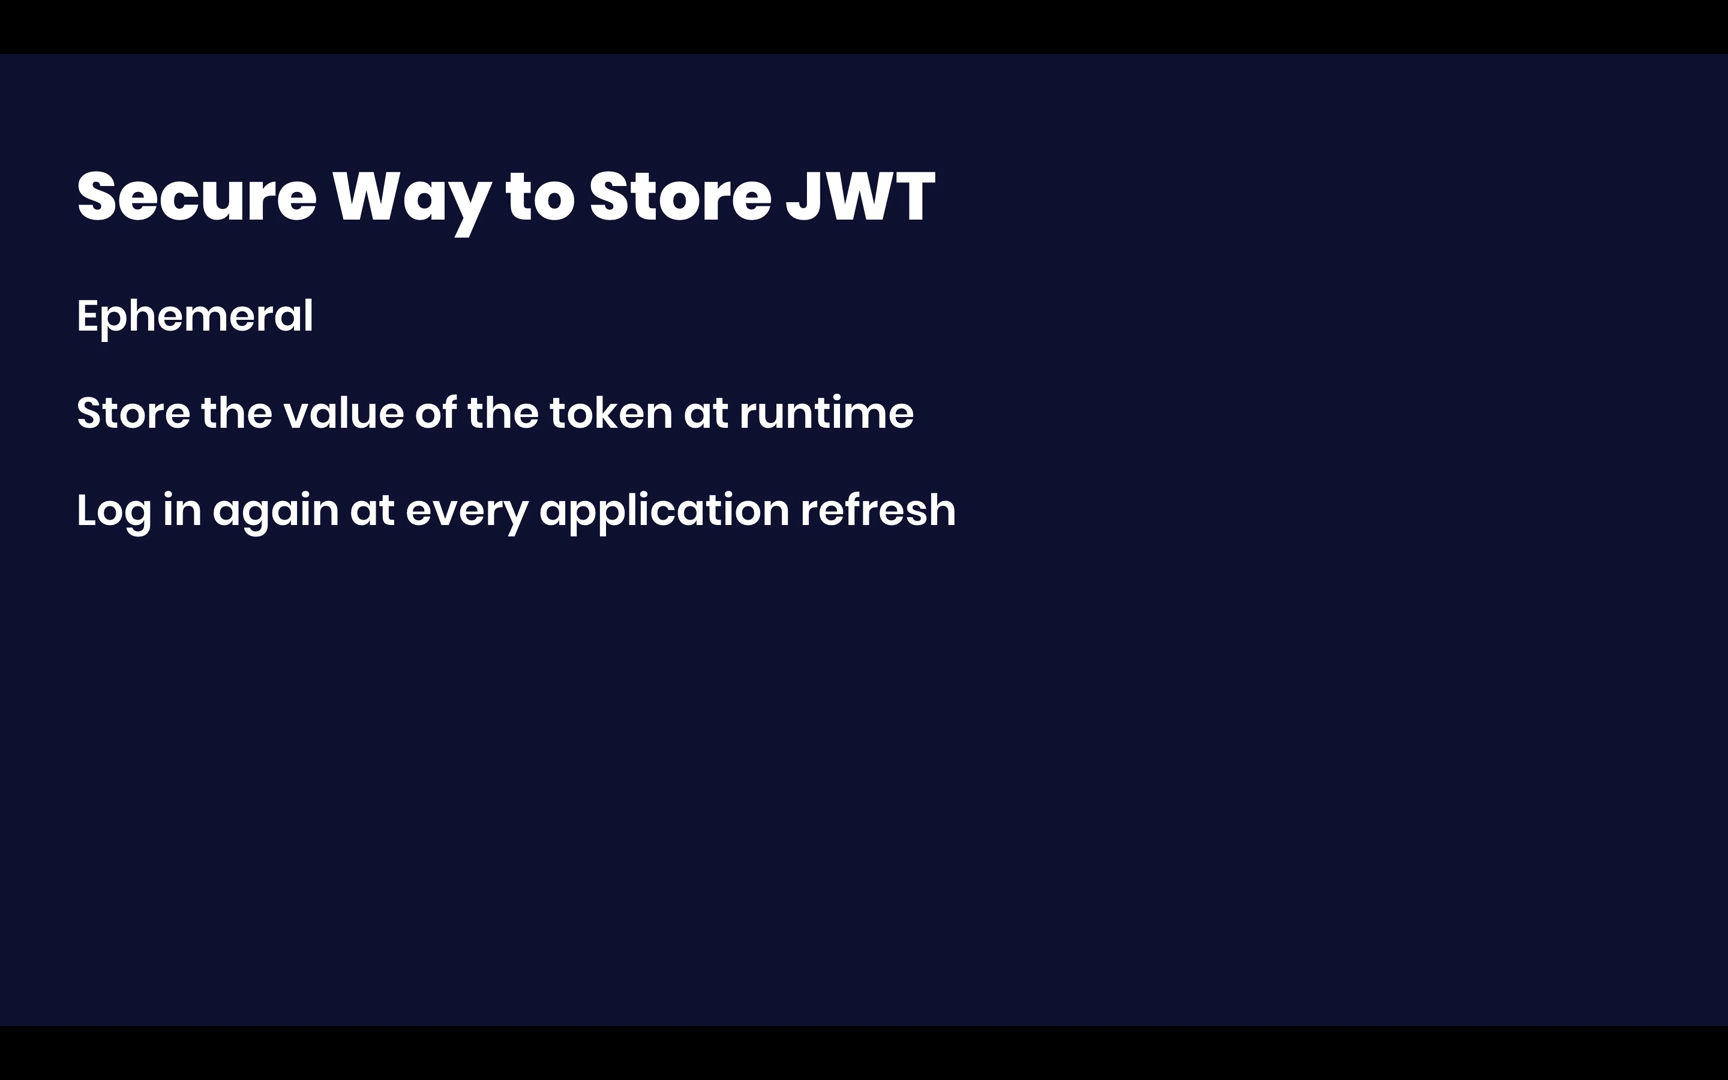 Secure Way to Store JWT
Ephemeral
Store the value of the token at runtime
Log in again at every application refresh